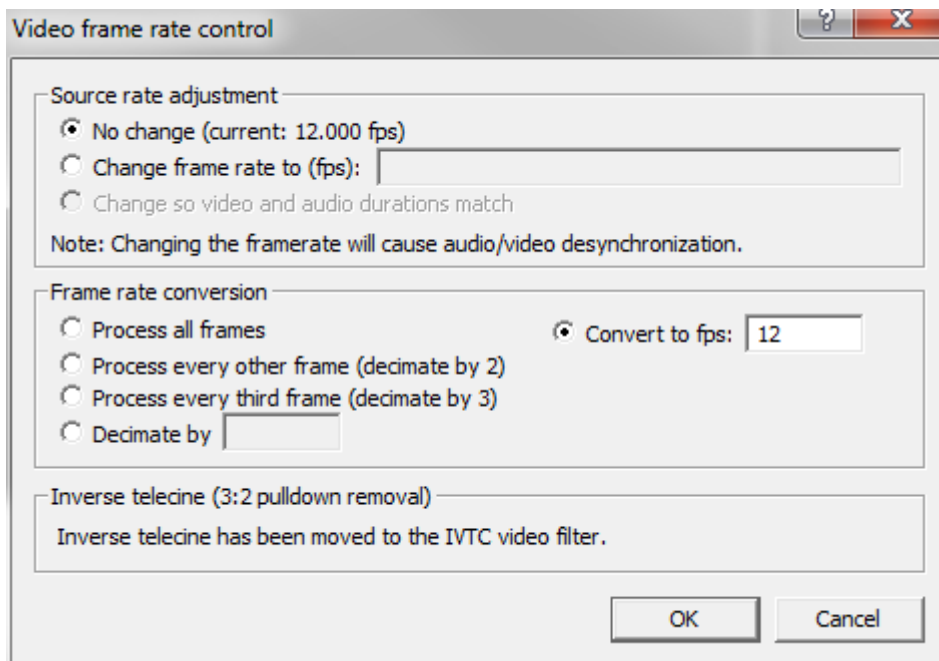 Video frame rate control
?
X
Source rate adjustment
No change (current: 12.000 fps)
Change frame rate to (fps):
Change so video and audio durations match
Note: Changing the framerate will cause audio/video desynchronization.
Frame rate conversion
Process all frames
Convert to fps: 12
Process every other frame (decimate by 2)
Process every third frame (decimate by 3)
Decimate by
Inverse telecine (3:2 pulldown removal)
Inverse telecine has been moved to the IVTC video filter.
OK Cancel